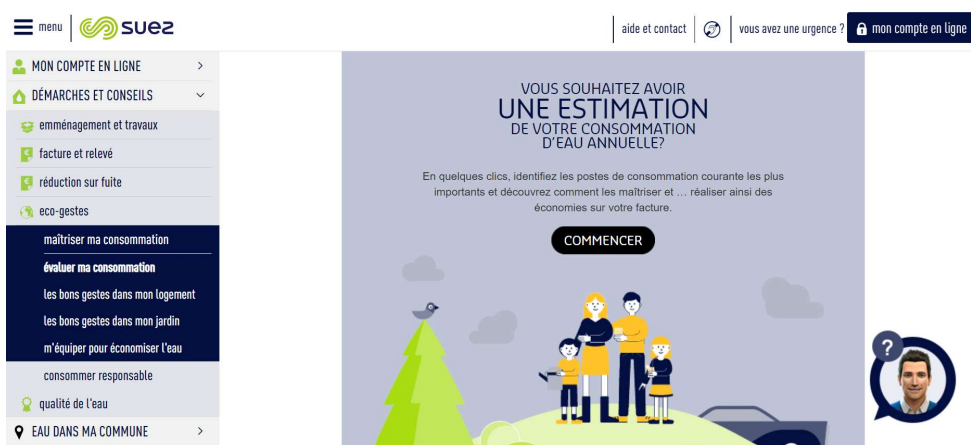 menu
suez
aide et contact
vous avez une urgence ?
mon compte en ligne
MON COMPTE EN LIGNE
DÉMARCHES ET CONSEILS
emménagement et travaux
facture et relevé
réduction sur fuite
eco-gestes
maîtriser ma consommation
évaluer ma consommation
les bons gestes dans mon logement
les bons gestes dans mon jardin
m'équiper pour économiser l'eau
consommer responsable
qualité de l'eau
EAU DANS MA COMMUNE
VOUS SOUHAITEZ AVOIR
UNE ESTIMATION
DE VOTRE CONSOMMATION
D'EAU ANNUELLE?
En quelques clics, identifiez les postes de consommation courante les plus
importants et découvrez comment les maîtriser et … réaliser ainsi des
économies sur votre facture.
COMMENCER
?